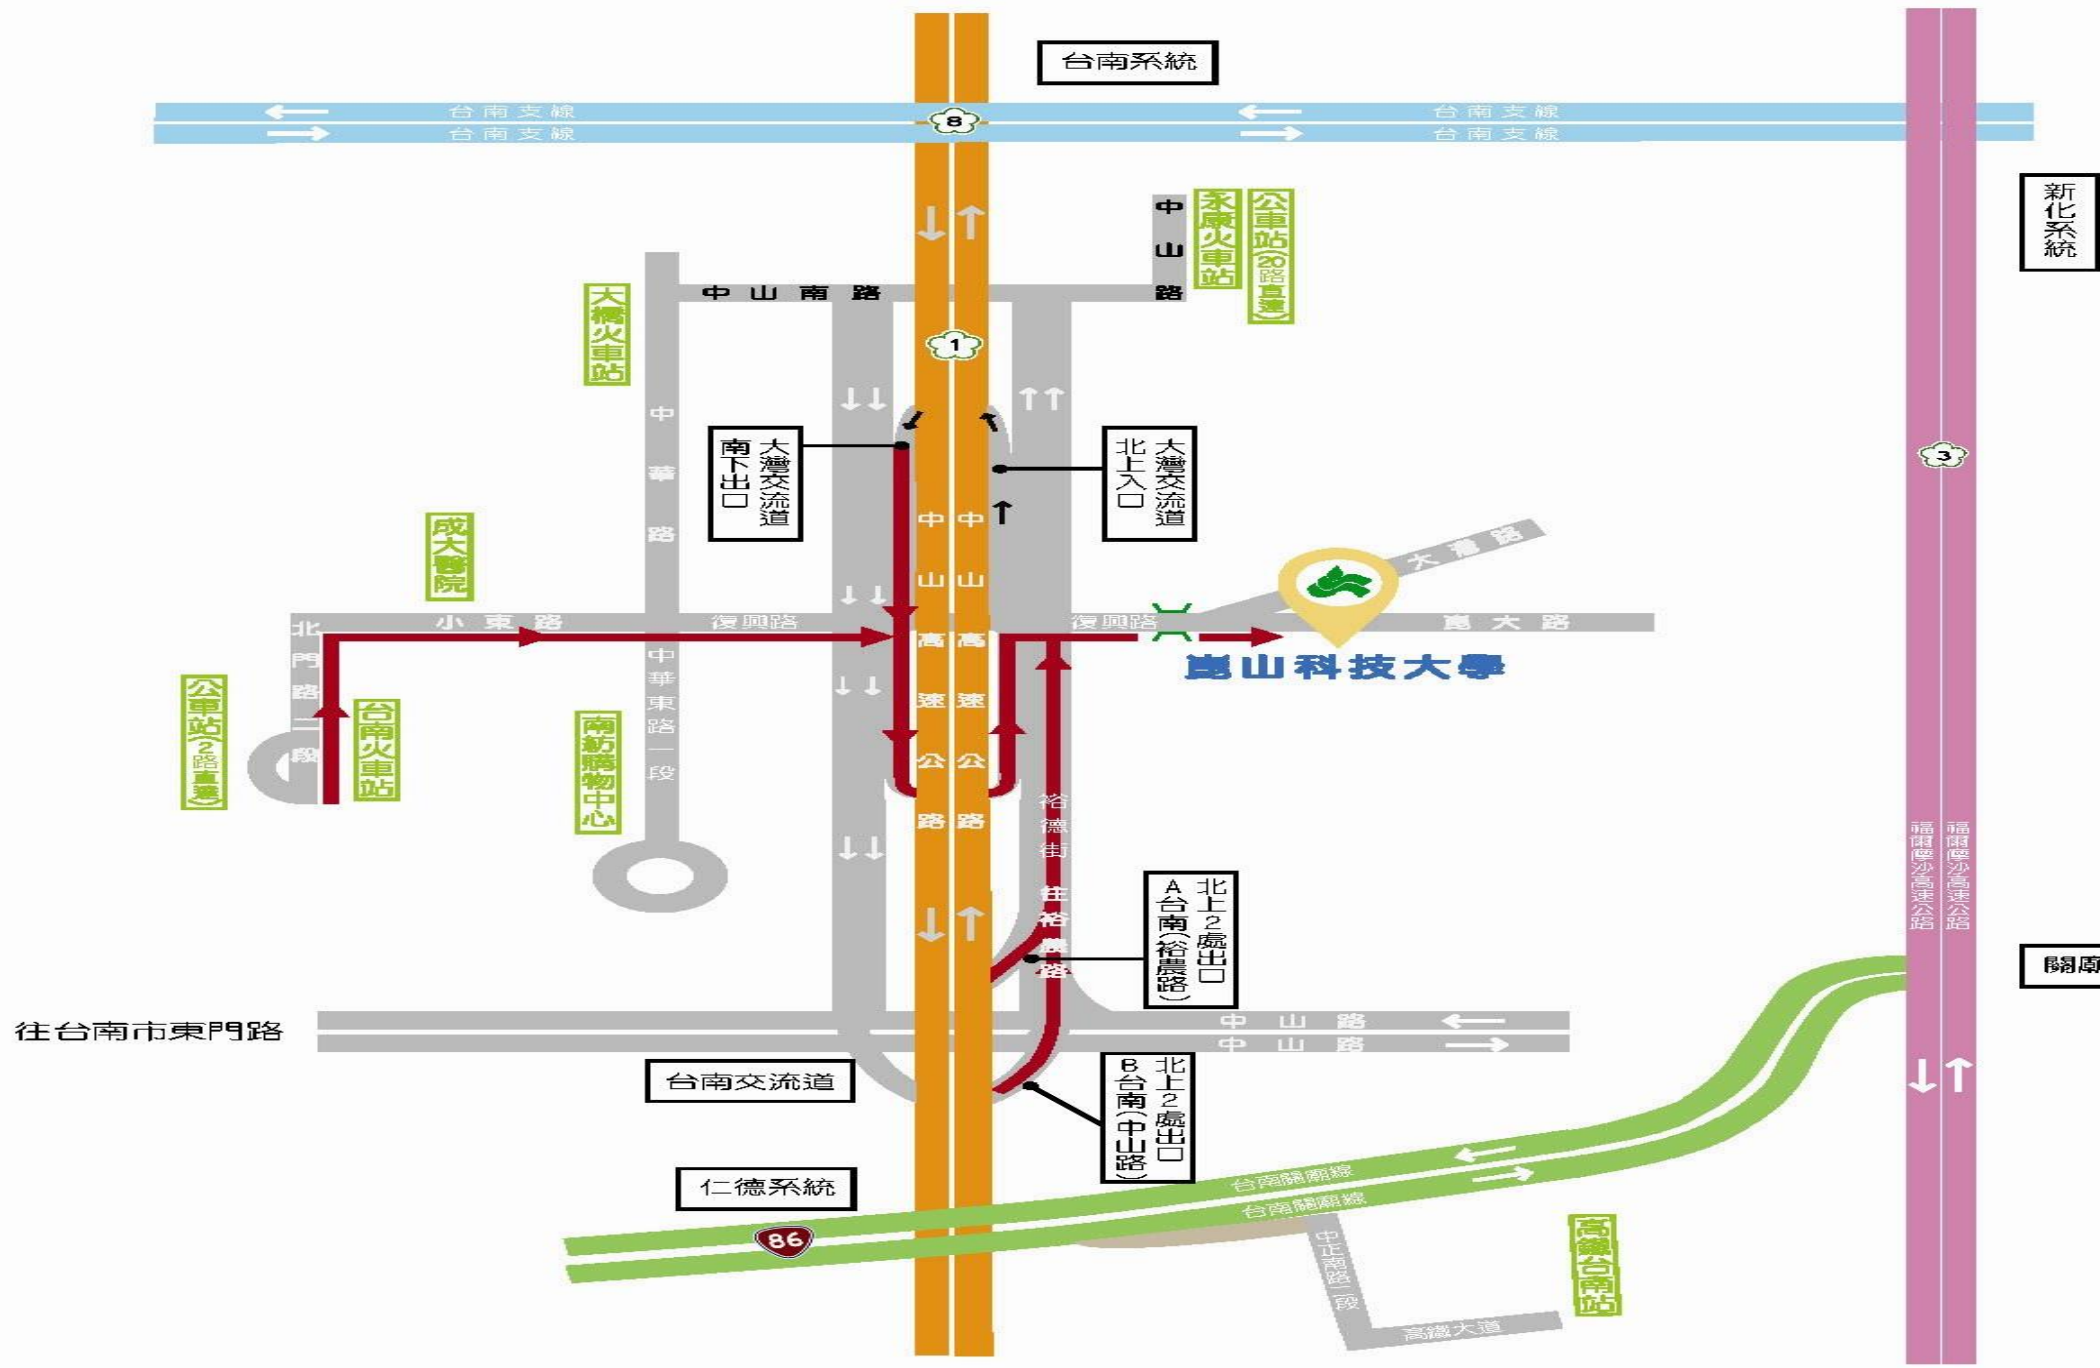 台南系統
台南支線
台南支線
8
台南支線
台南支線
新化系統
中山路
永康火車站
公車站(20路直達)
中山南路
大橋火車站
1
中華路
大灣交流道
南下出口
大灣交流道
北上入口
3
成大醫院
大灣路
北門路二段
小東路
復興路
復興路
崑大路
崑山科技大學
中山高速公路
中山高速公路
公車站(2路直達)
台南火車站
南紡購物中心
中華東路一段
裕德街
往裕農路
北上2處出口
A台南(裕農路)
福爾摩沙高速公路
福爾摩沙高速公路
關廟
往台南市東門路
中山路
中山路
台南交流道
北上2處出口
B台南(中山路)
仁德系統
86
台南關廟線
台南關廟線
中正南路二段
高鐵大道
高鐵台南站